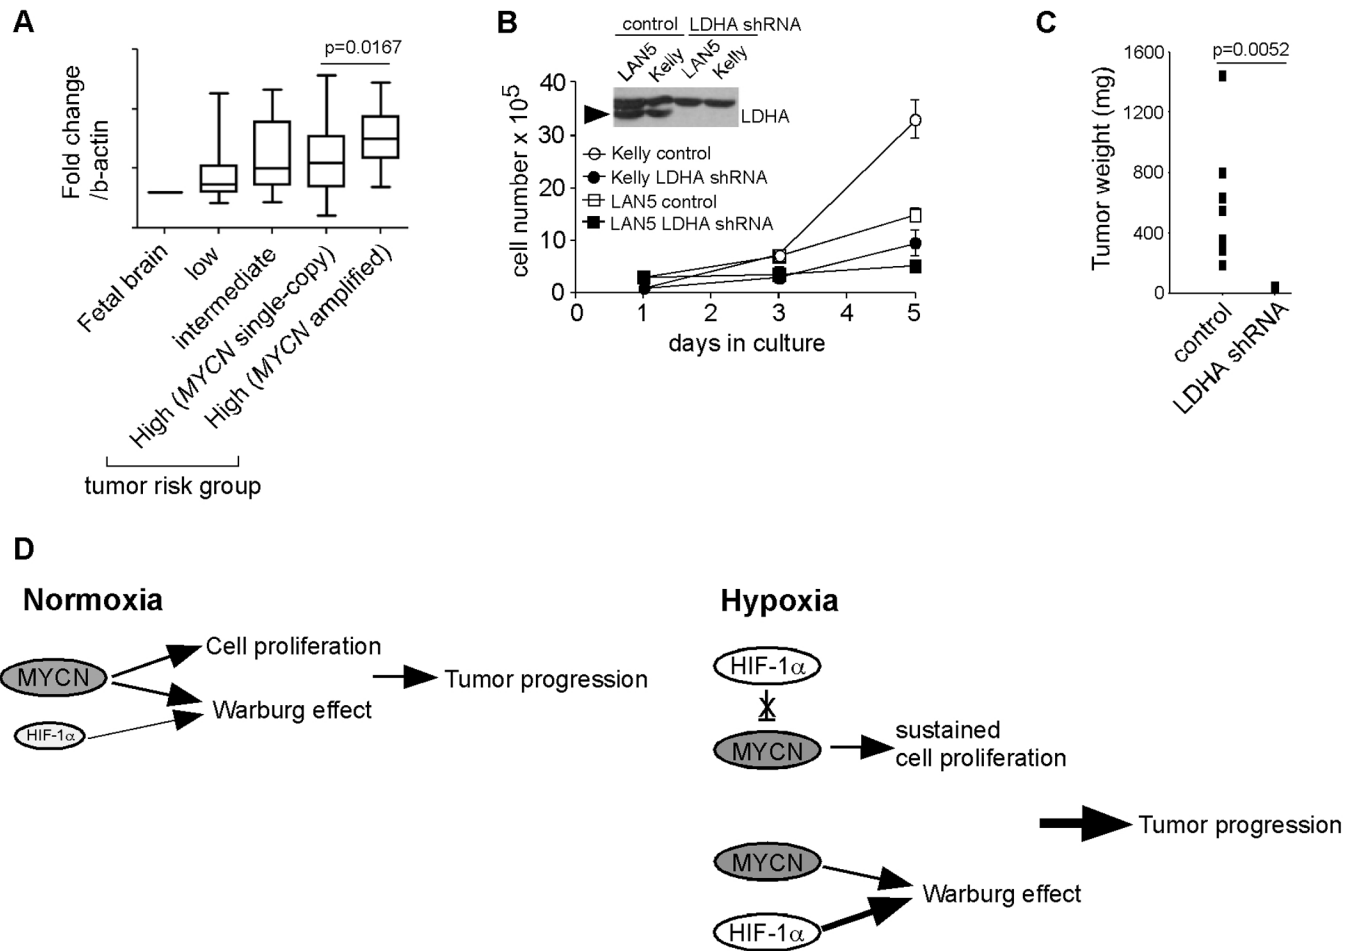 A
p=0.0167
Fold change
/b-actin
Fetal brain
low
intermediate
High (MYCN single-copy)
High (MYCN amplified)
tumor risk group
B
control LDHA shRNA
LAN5 Kelly LAN5 Kelly
LDHA
cell number x 10⁵
40
30
20
10
0
Kelly control
Kelly LDHA shRNA
LAN5 control
LAN5 LDHA shRNA
0 1 2 3 4 5
days in culture
C
p=0.0052
Tumor weight (mg)
1600
1200
800
400
0
control
LDHA shRNA
D
Normoxia
MYCN
HIF-1α
Cell proliferation
Warburg effect
Tumor progression
Hypoxia
HIF-1α
X
MYCN
sustained
cell proliferation
Tumor progression
MYCN
HIF-1α
Warburg effect